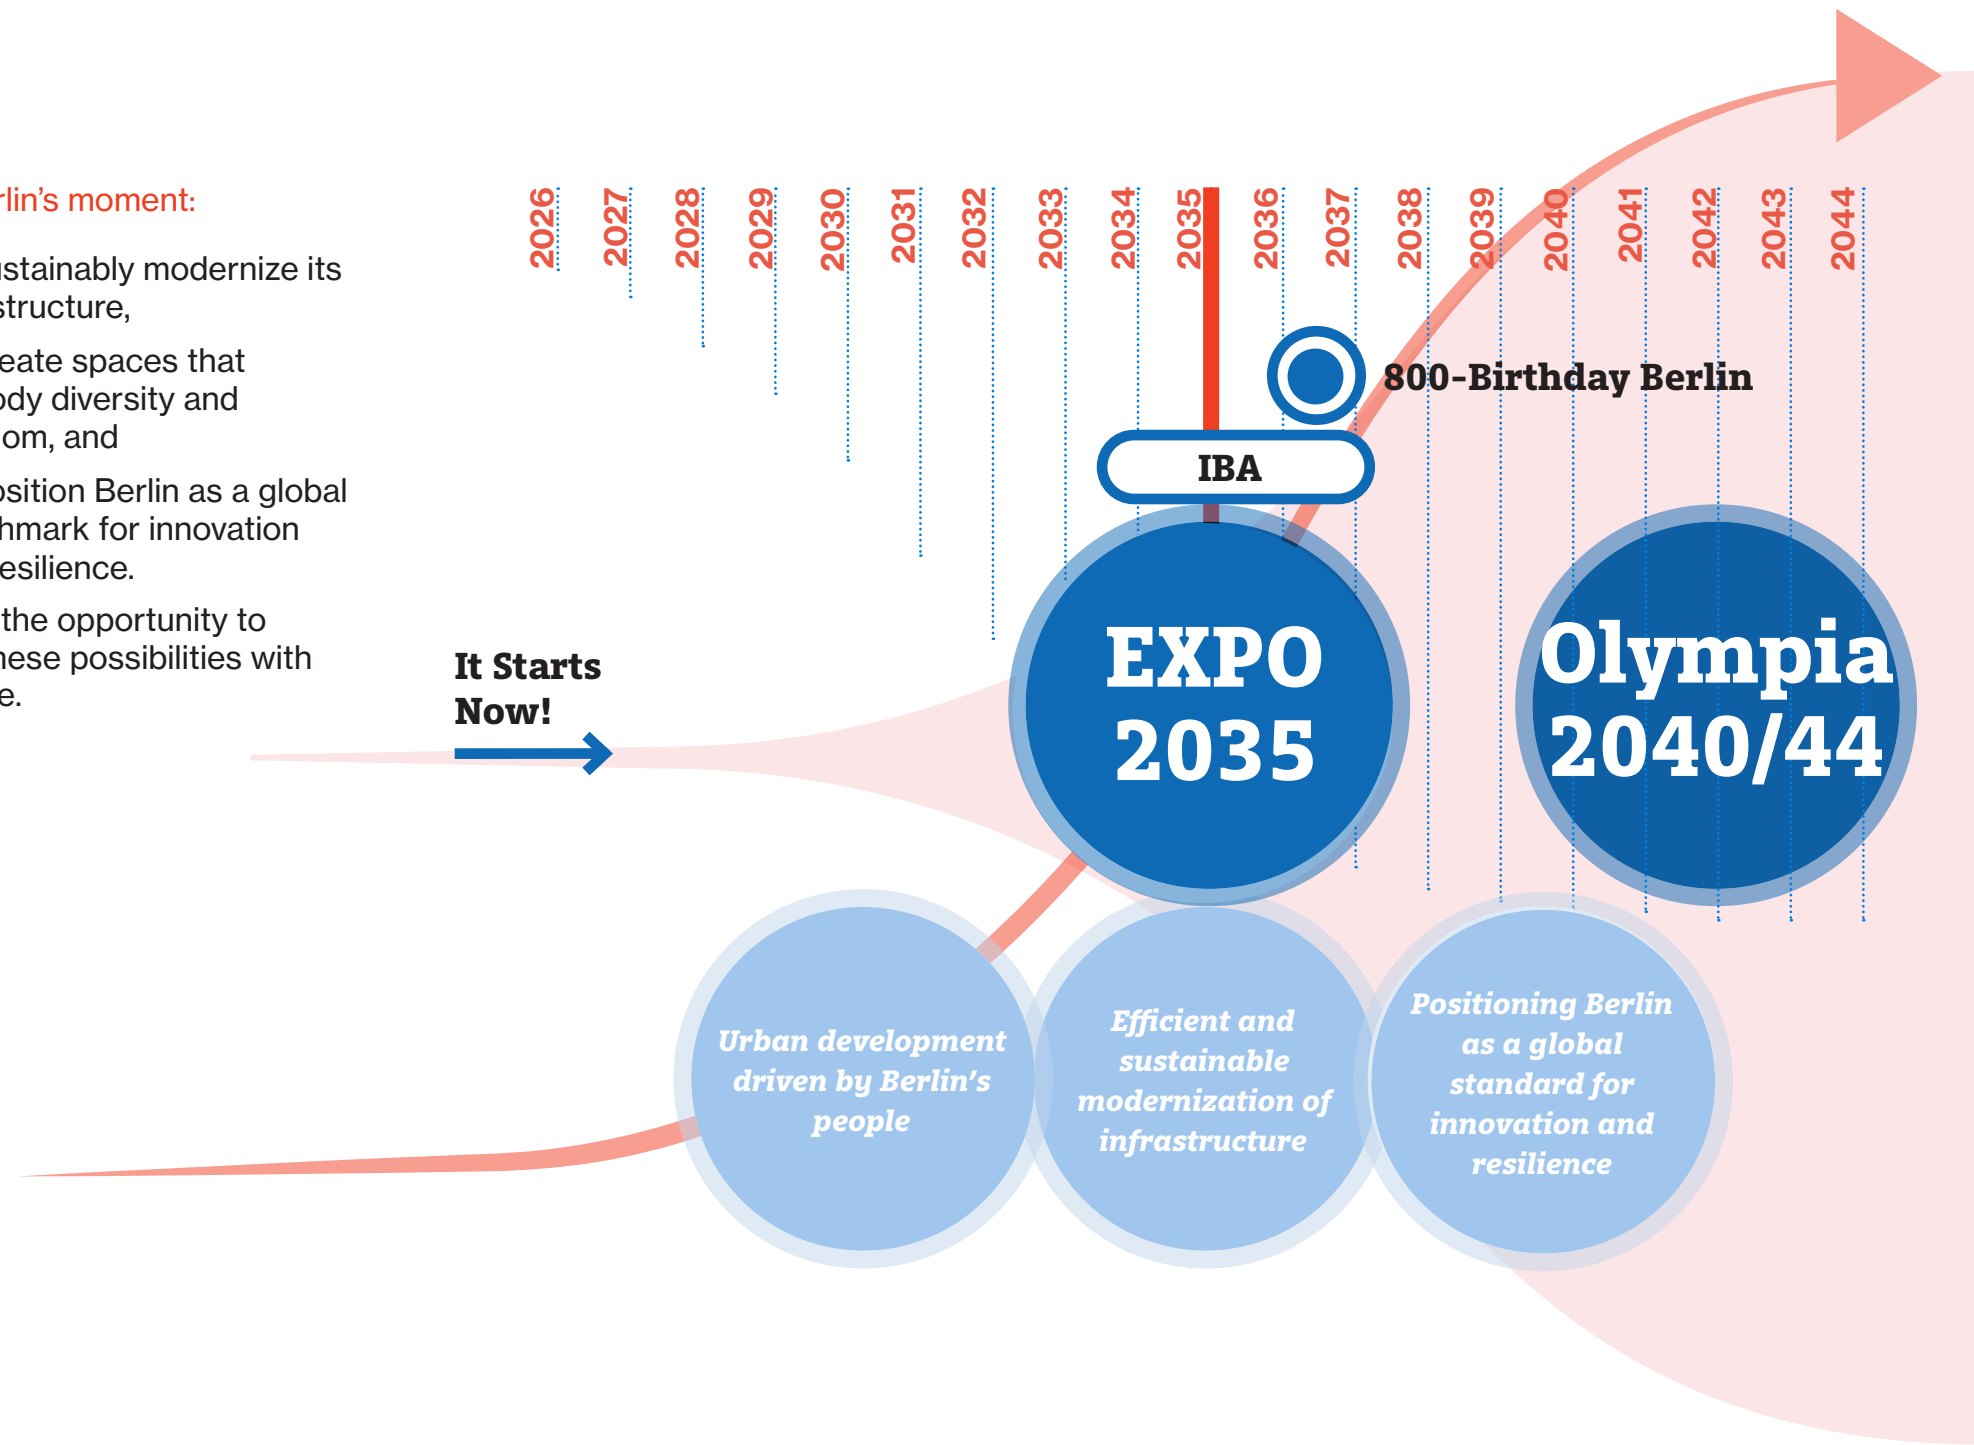 rlin’s moment:
stainably modernize its
structure,
eate spaces that
ody diversity and
om, and
osition Berlin as a global
hmark for innovation
esilience.
the opportunity to
hese possibilities with
e.
2026
2027
2028
2029
2030
2031
2032
2033
2034
2035
2036
2037
2038
2039
2040
2041
2042
2043
2044
800-Birthday Berlin
IBA
It Starts
Now!
EXPO
2035
Olympia
2040/44
Urban development
driven by Berlin’s
people
Efficient and
sustainable
modernization of
infrastructure
Positioning Berlin
as a global
standard for
innovation and
resilience